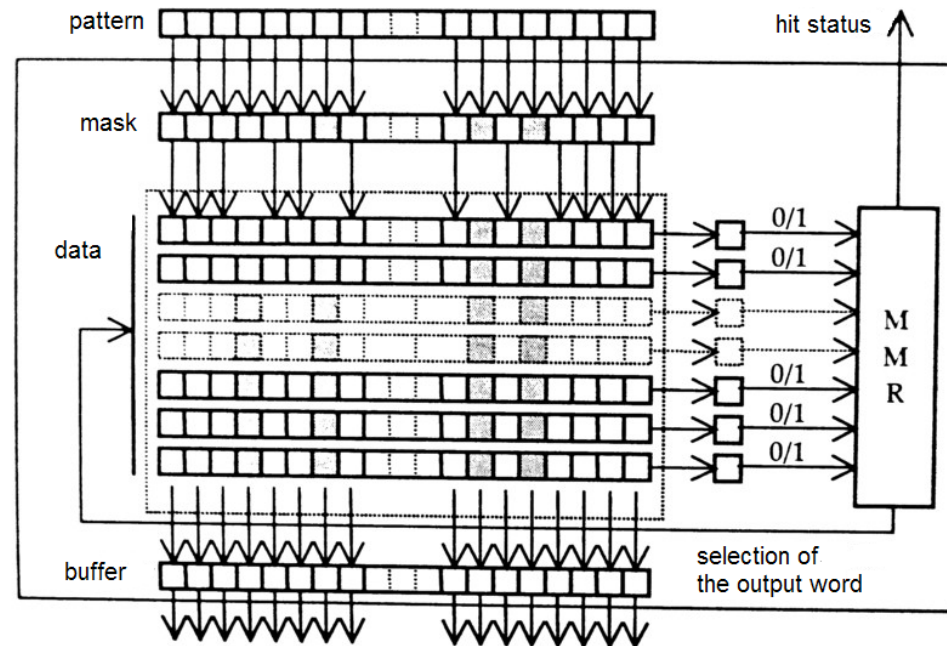 pattern
hit status
mask
data
0/1
0/1
0/1
0/1
0/1
M
M
R
buffer
selection of
the output word